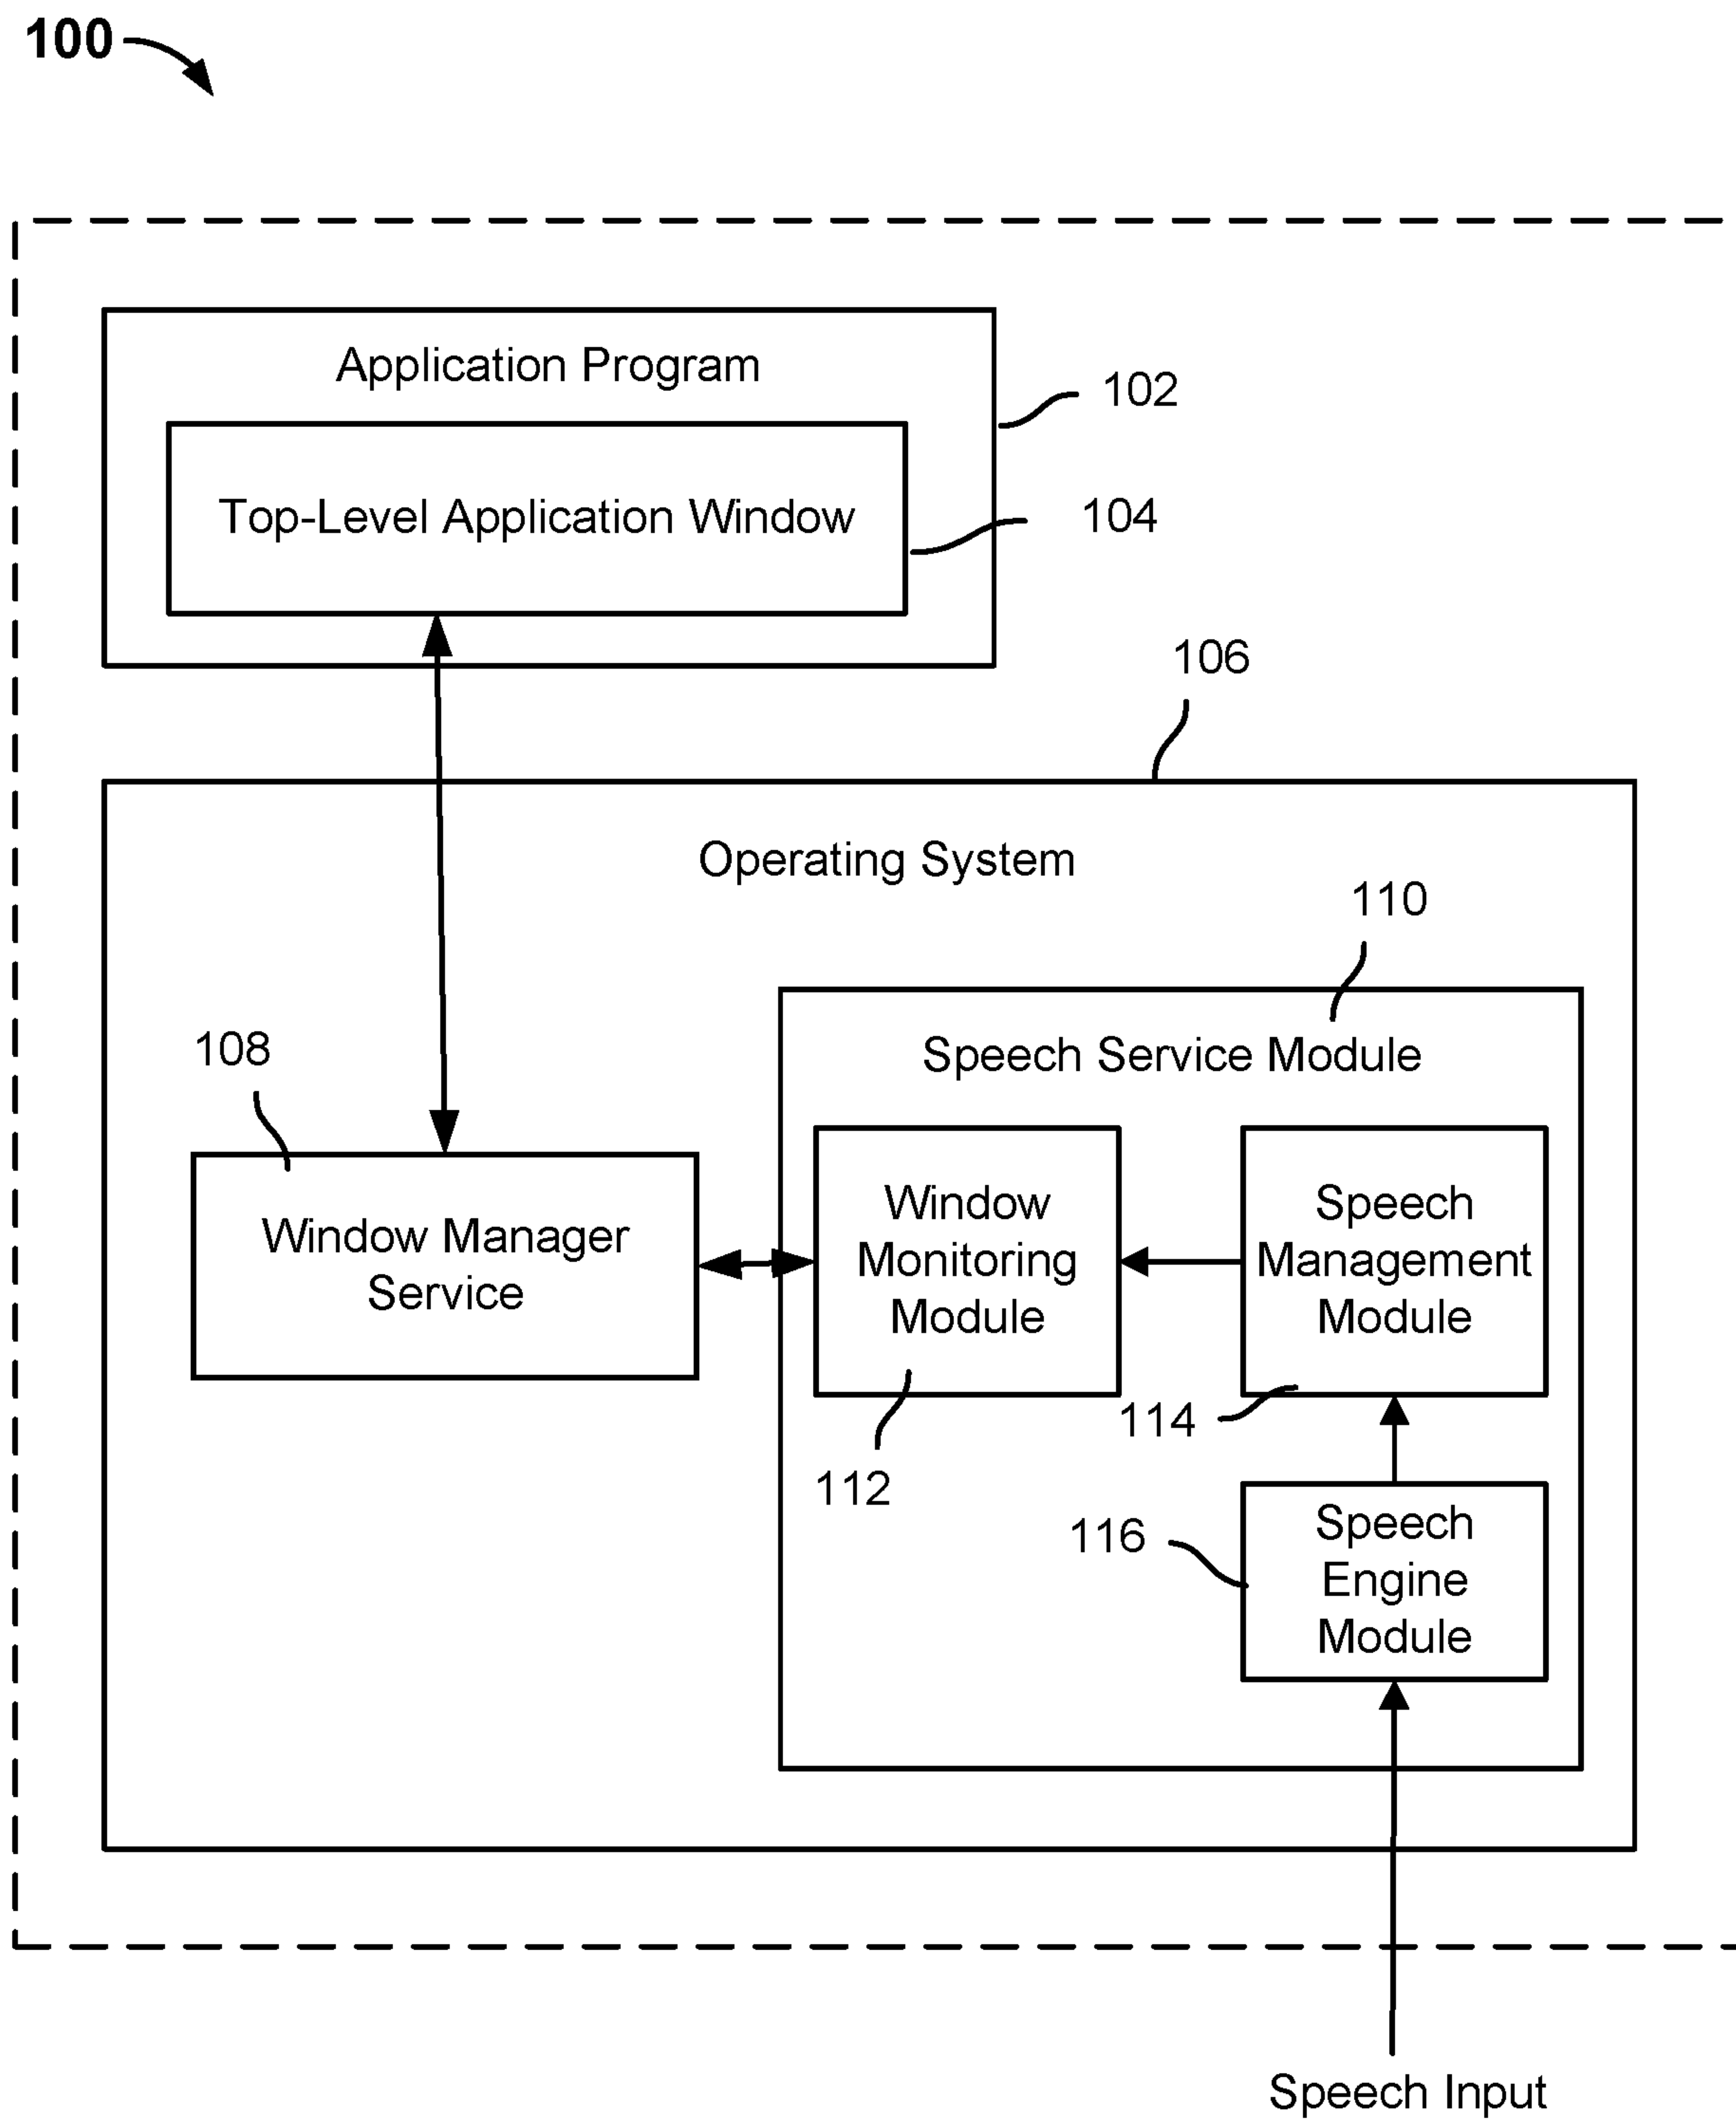 100
Application Program
102
Top-Level Application Window
104
106
Operating System
110
108
Speech Service Module
Window Manager
Service
Window
Monitoring
Module
Speech
Management
Module
114
112
116
Speech
Engine
Module
Speech Input